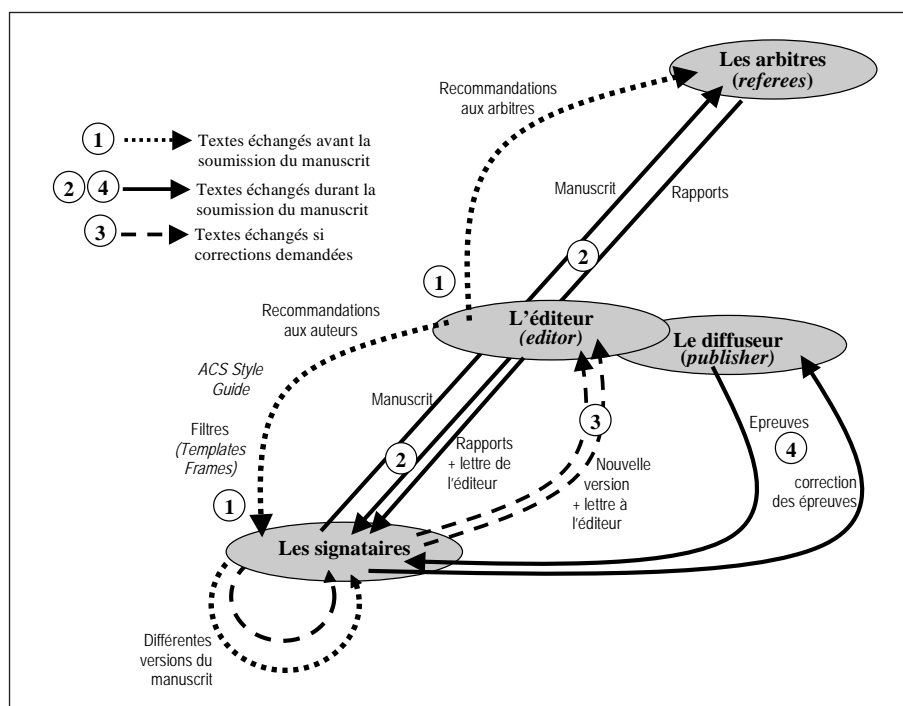 Les arbitres
(referees)
Recommandations
aux arbitres
1
Textes échangés avant la
soumission du manuscrit
2
4
Textes échangés durant la
soumission du manuscrit
3
Textes échangés si
corrections demandées
Manuscrit
Rapports
2
1
Recommandations
aux auteurs
L'éditeur
(editor)
Le diffuseur
(publisher)
ACS Style
Guide
Filtres
(Templates
Frames)
1
Manuscrit
2
Rapports
+ lettre de
l'éditeur
3
Nouvelle
version
+ lettre à
l'éditeur
Epreuves
4
correction
des épreuves
Les signataires
Différentes
versions du
manuscrit